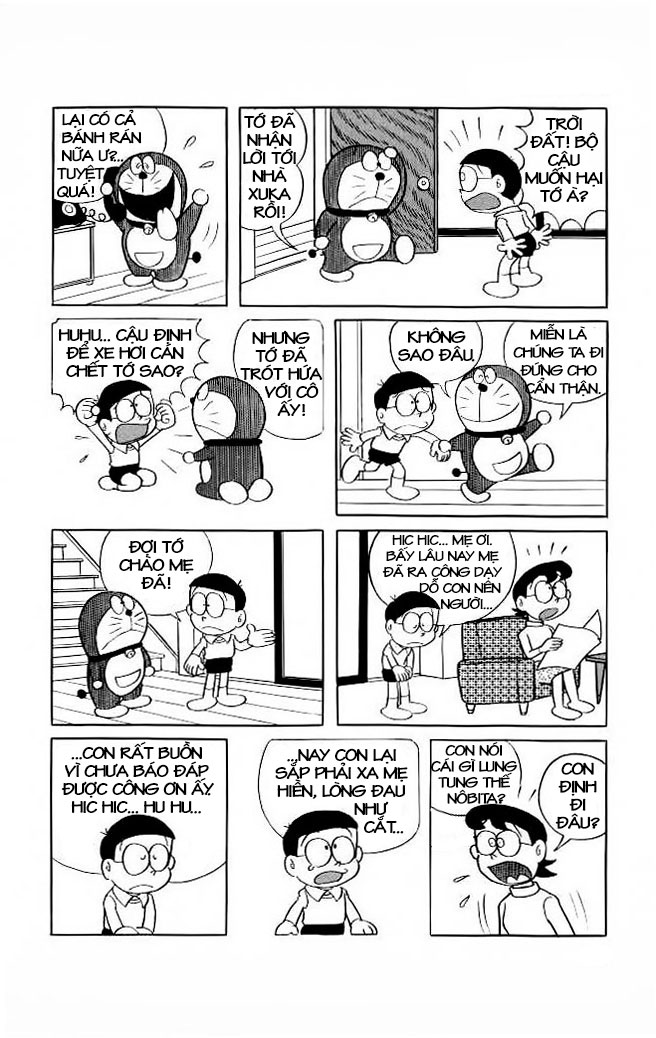 LẠI CÓ CẢ
BÁNH RÁN
NỮA Ư?...
TUYỆT
QUÁ!
TỚ ĐÃ
NHẬN
LỜI TỚI
NHÀ
XUKA
RỒI!
TRỜI
ĐẤT! BỘ
CẬU
MUỐN HẠI
TỚ À?
HUHU... CẬU ĐỊNH
ĐỂ XE HƠI CÁN
CHẾT TỚ SAO?
NHƯNG
TỚ ĐÃ
TRÓT HỨA
VỚI CÔ
ẤY!
KHÔNG
SAO ĐÂU.
MIỄN LÀ
CHÚNG TA ĐI
ĐỨNG CHO
CẨN THẬN.
ĐỢI TỚ
CHÀO MẸ
ĐÃ!
HIC HIC... MẸ ƠI.
BẤY LÂU NAY MẸ
ĐÃ RA CÔNG DẠY
DỖ CON NÊN
NGƯỜI...
...CON RẤT BUỒN
VÌ CHƯA BÁO ĐÁP
ĐƯỢC CÔNG ƠN ẤY.
HIC HIC... HU HU...
...NAY CON LẠI
SẮP PHẢI XA MẸ
HIỀN, LÒNG ĐAU
NHƯ
CẮT...
CON NÓI
CÁI GÌ LUNG
TUNG THẾ
NÔBITA?
CON
ĐỊNH
ĐI
ĐÂU?